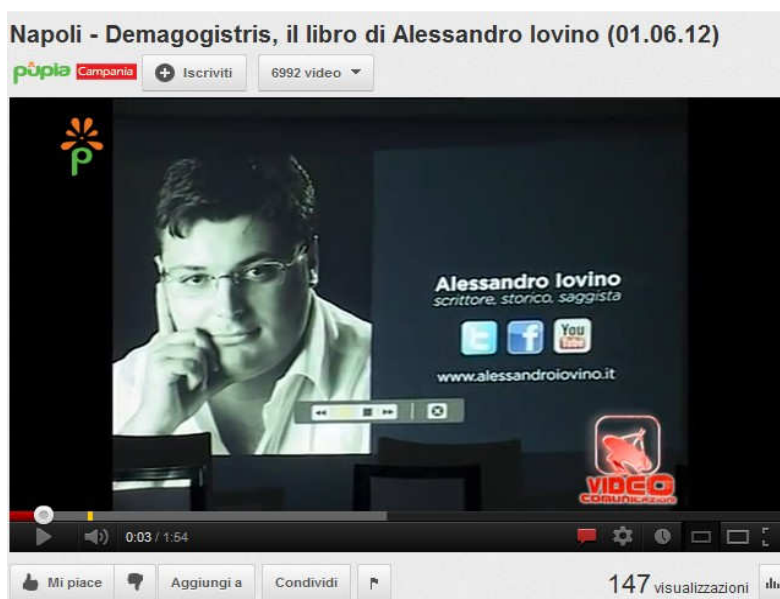 Napoli - Demagogistris, il libro di Alessandro Iovino (01.06.12)
pupia Campania
Iscriviti
6992 video
p
Alessandro Iovino
scrittore, storico, saggista
You Tube
www.alessandroiovino.it
VIDEO
COMUNICAZIONI
0:03 / 1:54
Mi piace
Aggiungi a
Condividi
147 visualizzazioni